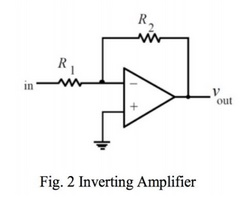 R2
R1
in
−
+
vout
Fig. 2 Inverting Amplifier